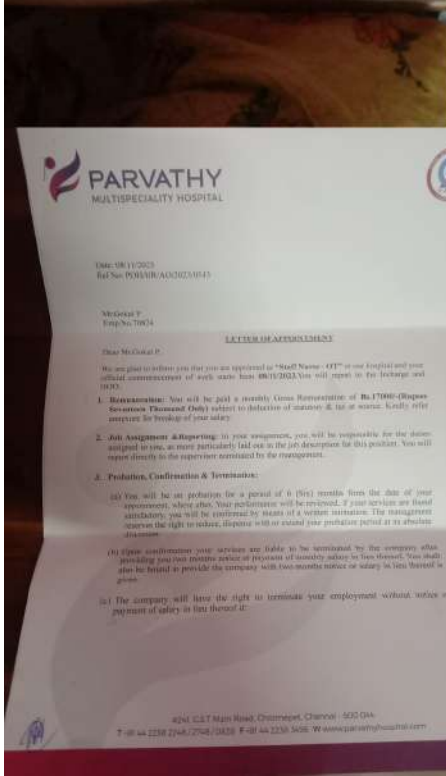 PARVATHY
MULTISPECIALITY HOSPITAL
Date: 08/11/2023
Mr.Gokul P.
Emp.No.70824
LETTER OF APPOINTMENT
Dear Mr.Gokul P.
We are glad to inform you that you are appointed as "Staff Nurse - OT" in our hospital and your
official commencement of work starts from 08/11/2023.You will report to the Incharge and
1. Remuneration: You will be paid a monthly Gross Remuneration of Rs.17000/-(Rupees
Seventeen Thousand Only) subject to deduction of statutory & tax at source. Kindly refer
annexure for breakup of your salary.
2. Job Assignment &Reporting: In your assignment, you will be responsible for the duties
assigned to you, as more particularly laid out in the job description for this position. You will
report directly to the supervisor nominated by the management.
3. Probation, Confirmation & Termination:
(a) You will be on probation for a period of 6 (Six) months from the date of your
appointment, where after, Your performance will be reviewed, if your services are found
satisfactory, you will be confirmed by means of a written intimation. The management
reserves the right to reduce, dispense with or extend your probation period at its absolute
discretion.
(b) Upon confirmation your services are liable to be terminated by the company after
providing you two months notice or payment of monthly salary in lieu thereof. You shall
also be bound to provide the company with two months notice or salary in lieu thereof is
given.
(c) The company will have the right to terminate your employment without notice
payment of salary in lieu thereof if:
#241, G.S.T Main Road, Chromepet, Chennai - 600 044.
www.parvathyhospital.com